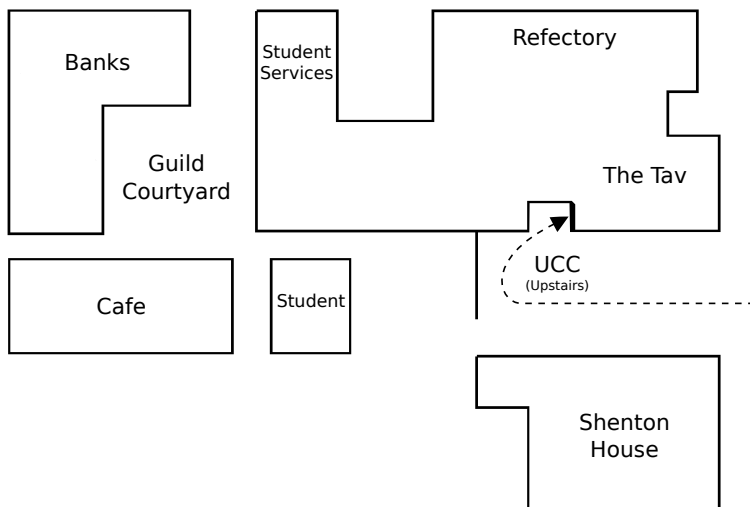 Banks
Student
Services
Refectory
Guild
Courtyard
The Tav
UCC
(Upstairs)
Cafe
Student
Shenton
House